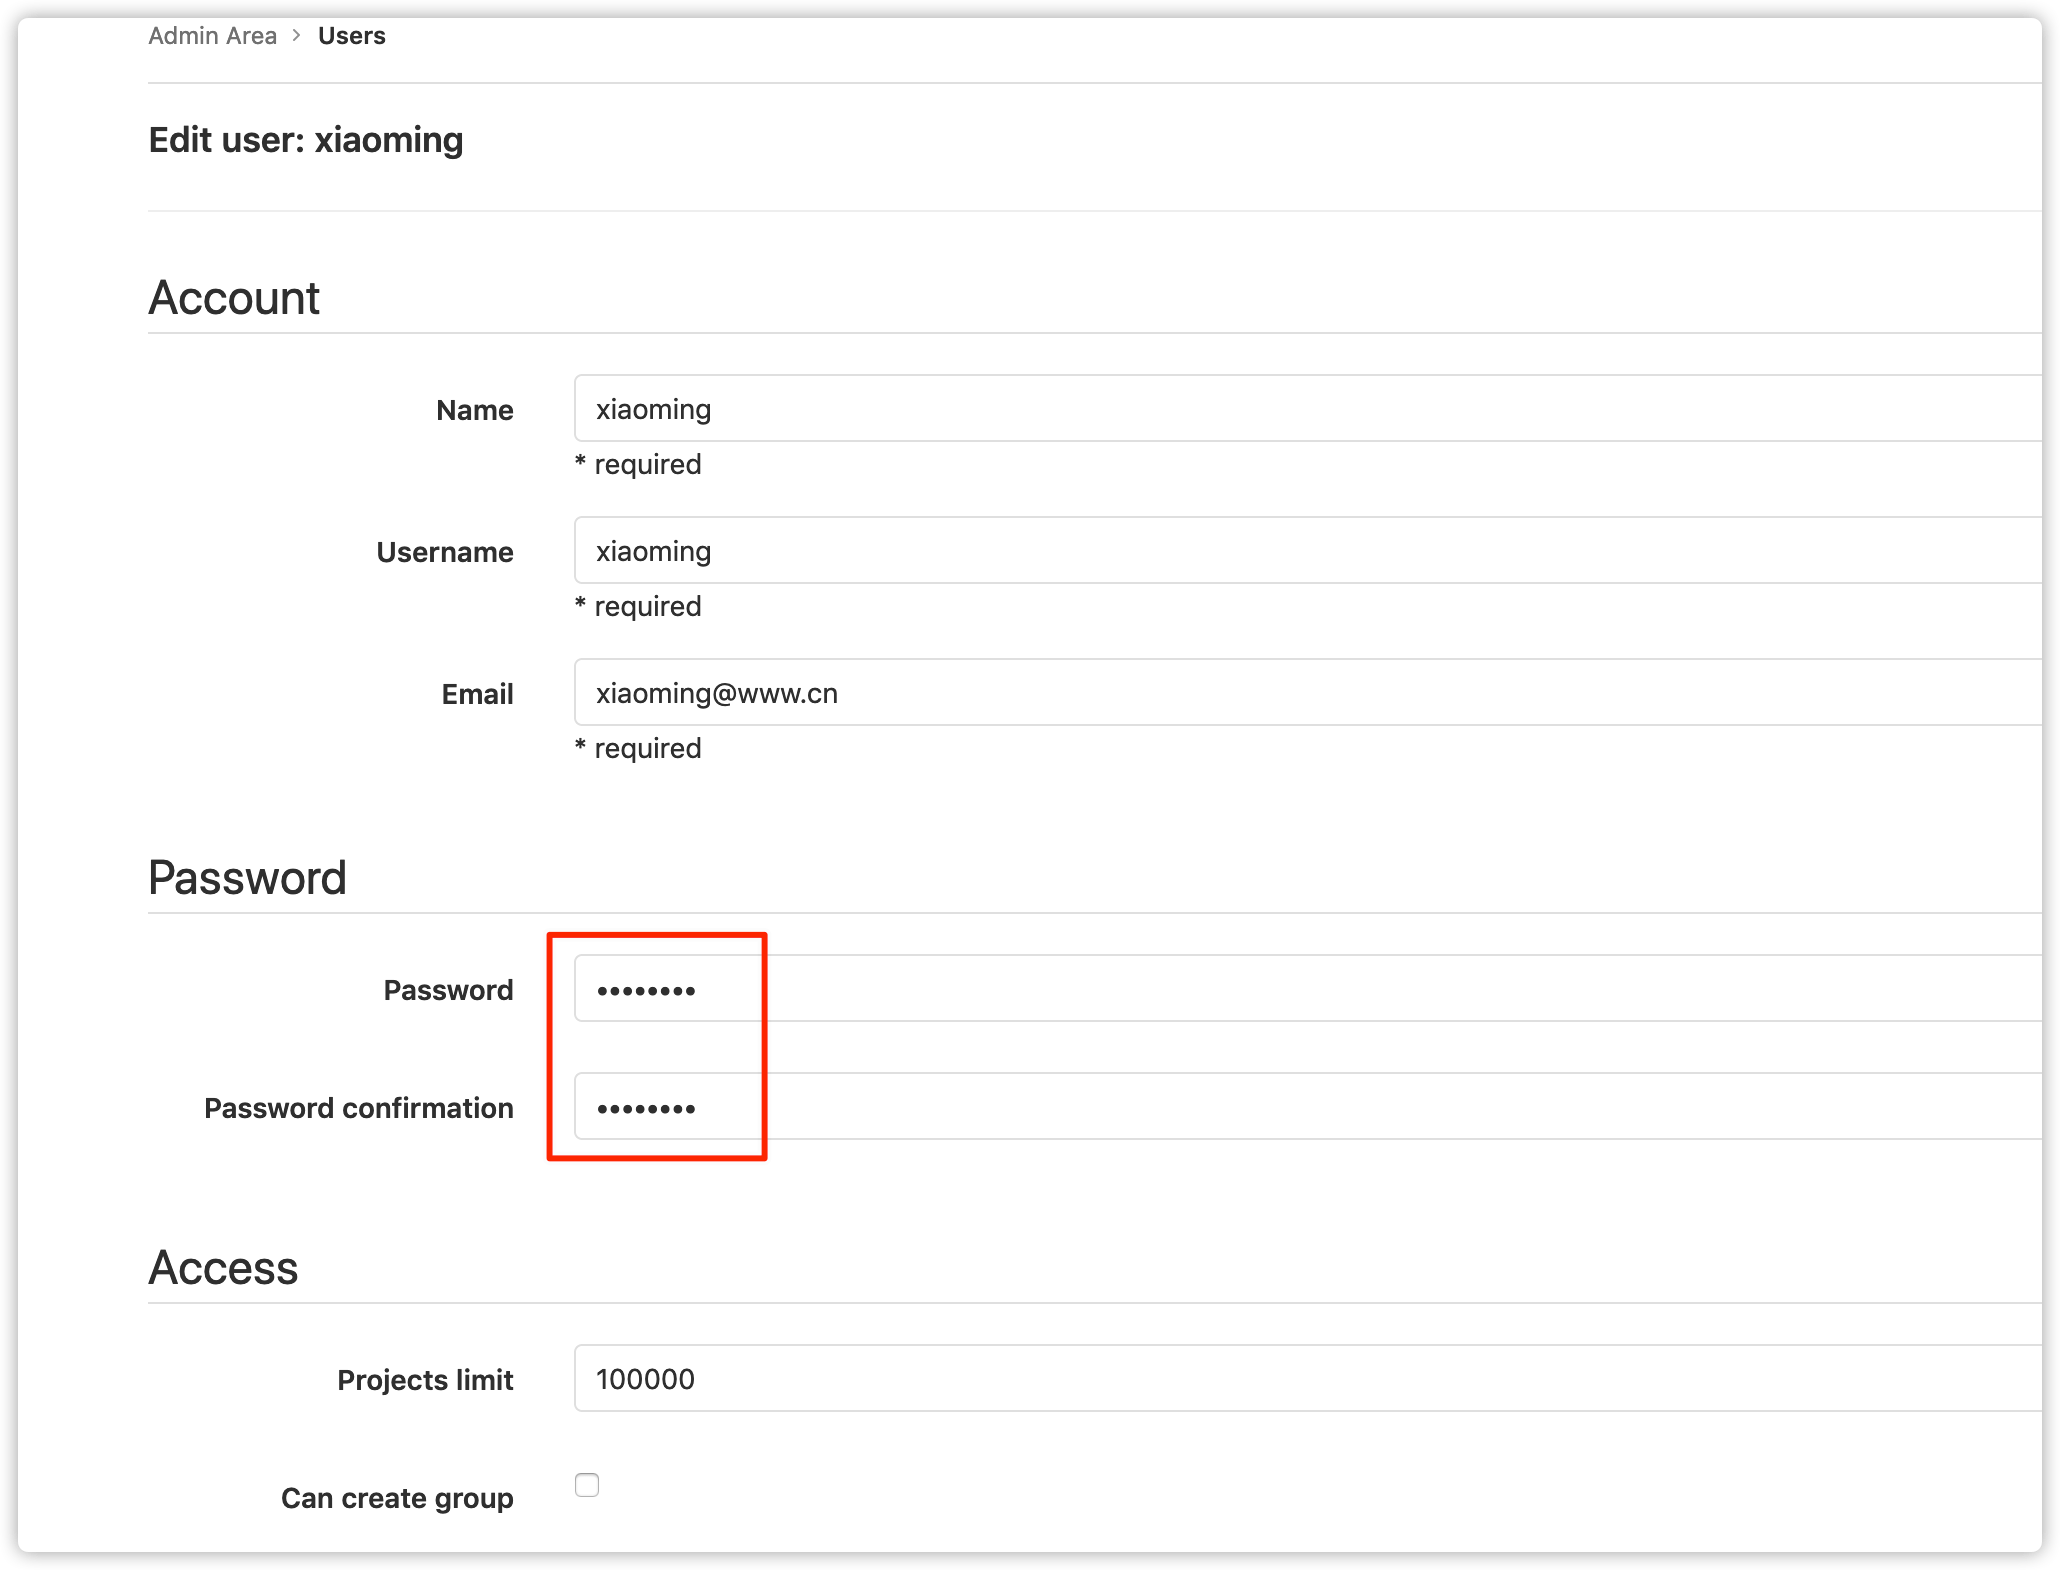 Admin Area > Users
Edit user: xiaoming
Account
Name xiaoming
* required
Username xiaoming
* required
Email xiaoming@www.cn
* required
Password
Password ••••••••
Password confirmation ••••••••
Access
Projects limit 100000
Can create group